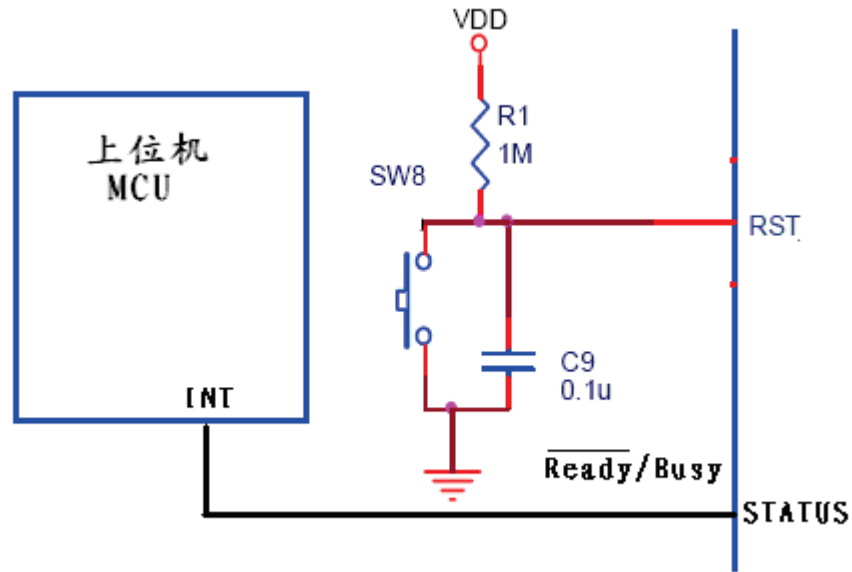 VDD
上位机
MCU
R1
1M
SW8
RST
C9
0.1u
INT
Ready/Busy
STATUS